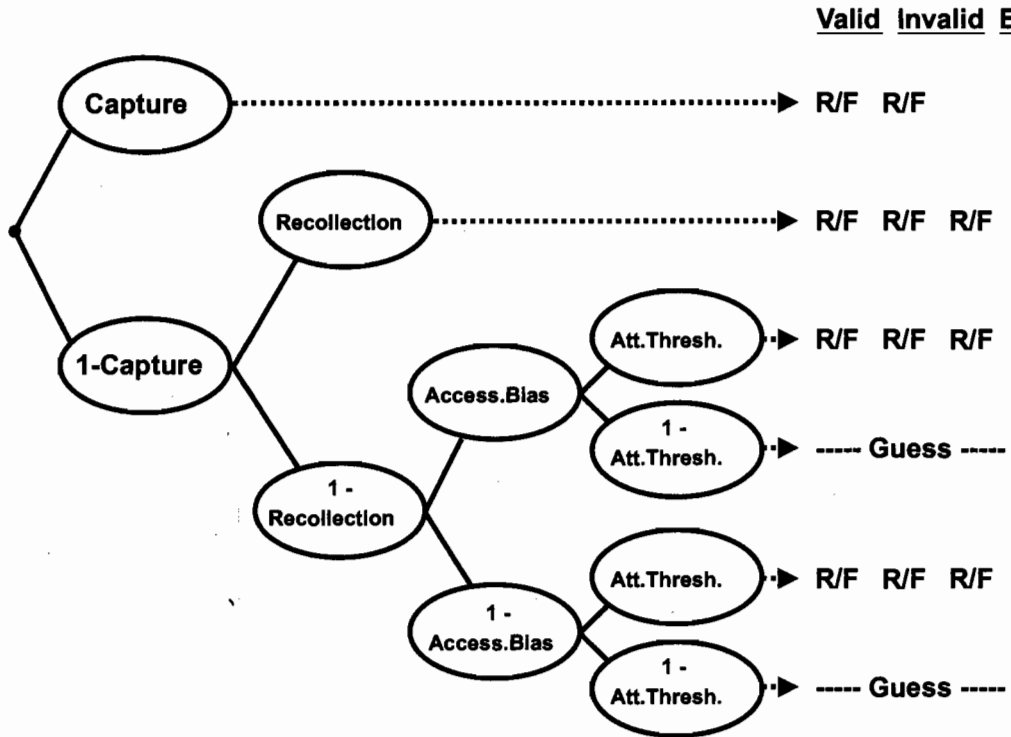 Valid Invalid
Capture R/F R/F
Recollection R/F R/F R/F
1-Capture
Att.Thresh. R/F R/F R/F
Access.Bias
1 -
Att.Thresh. ----- Guess -----
1 -
Recollection
Att.Thresh. R/F R/F R/F
1 -
Access.Bias
1 -
Att.Thresh. ----- Guess -----